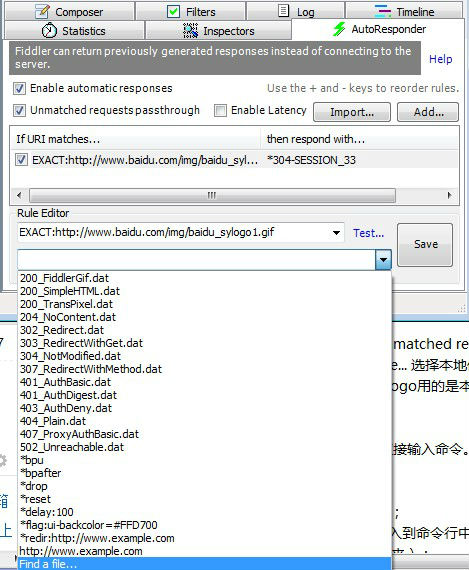 Composer
Filters
Log
Timeline
Statistics
Inspectors
AutoResponder
Fiddler can return previously generated responses instead of connecting to the
server.
Help
Enable automatic responses
Use the + and - keys to reorder rules.
Unmatched requests passthrough
Enable Latency
Import...
Add...
If URI matches...
then respond with...
EXACT:http://www.baidu.com/img/baidu_syl...
*304-SESSION_33
Rule Editor
EXACT:http://www.baidu.com/img/baidu_sylogo1.gif
Test...
Save
200_FiddlerGif.dat
200_SimpleHTML.dat
200_TransPixel.dat
204_NoContent.dat
302_Redirect.dat
303_RedirectWithGet.dat
304_NotModified.dat
307_RedirectWithMethod.dat
401_AuthBasic.dat
401_AuthDigest.dat
403_AuthDeny.dat
404_Plain.dat
407_ProxyAuthBasic.dat
502_Unreachable.dat
*bpu
*bpafter
*drop
*reset
*delay:100
*flag:ui-backcolor=#FFD700
*redir:http://www.example.com
http://www.example.com
Find a file...
7
matched re
e... 选择本地
ogo用的是本
接输入命令。
箱
上
;
入到命令行中